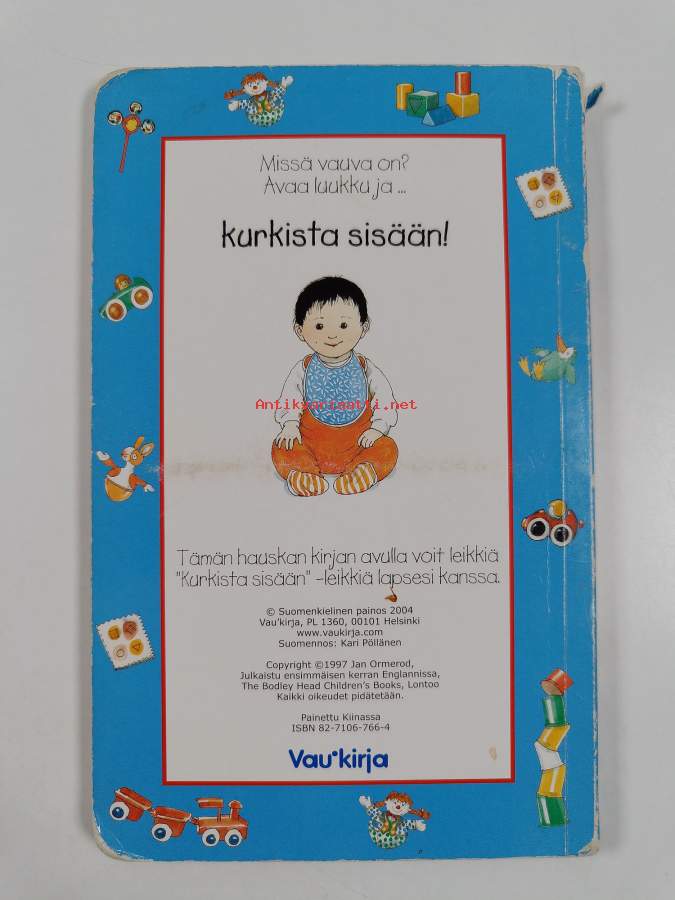 Missä vauva on?
Avaa luukku ja ...
kurkista sisään!
Antikvariaatti.net
Tämän hauskan kirjan avulla voit leikkiä
"Kurkista sisään" -leikkiä lapsesi kanssa.
© Suomenkielinen painos 2004
Vau'kirja, PL 1360, 00101 Helsinki
www.vaukirja.com
Suomennos: Kari Pöllänen
Copyright ©1997 Jan Ormerod,
Julkaistu ensimmäisen kerran Englannissa,
The Bodley Head Children's Books, Lontoo
Kaikki oikeudet pidätetään.
Painettu Kiinassa
ISBN 82-7106-766-4
Vau•kirja